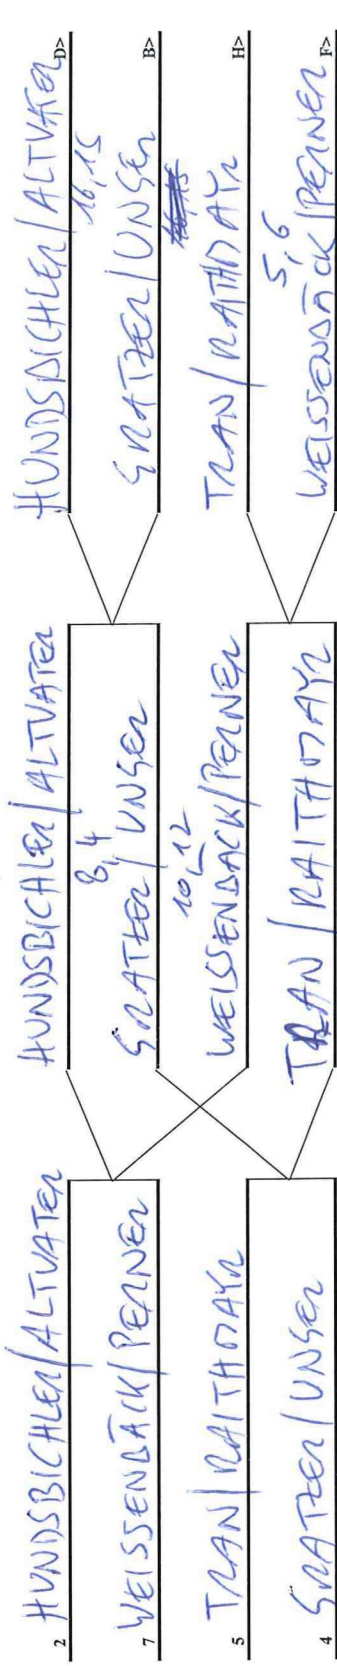 2 HUNDSBICHLER/ALTVATER
7 WEISSENBÄCK/PERNER
5 TRAN/RAITHMAYR
4 GRATZER/UNGER
HUNDSBICHLER/ALTVATER
8,4
GRATZER/UNGER
10,12
WEISSENBÄCK/PERNER
TRAN/RAITHMAYR
HUNDSBICHLER/ALTVATER D>
16,15
GRATZER/UNGER B>
TRAN/RAITHMAYR H>
5,6
WEISSENBÄCK/PERNER F>